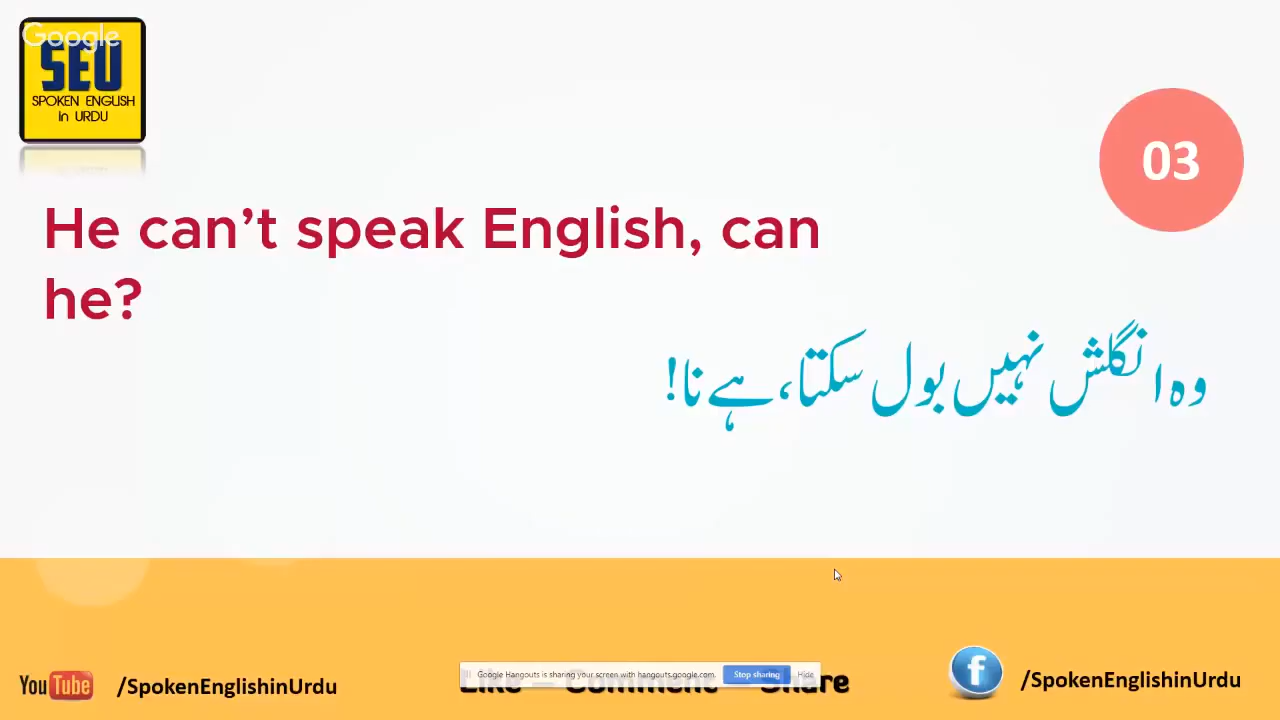 Google
SEU
SPOKEN ENGLISH
in URDU
03
He can’t speak English, can
he?
وہ انگلش نہیں بول سکتا، ہے نا!
Google Hangouts is sharing your screen with hangouts.google.com. Stop sharing Hide
Like – Comment – Share
You Tube /SpokenEnglishinUrdu
f /SpokenEnglishinUrdu